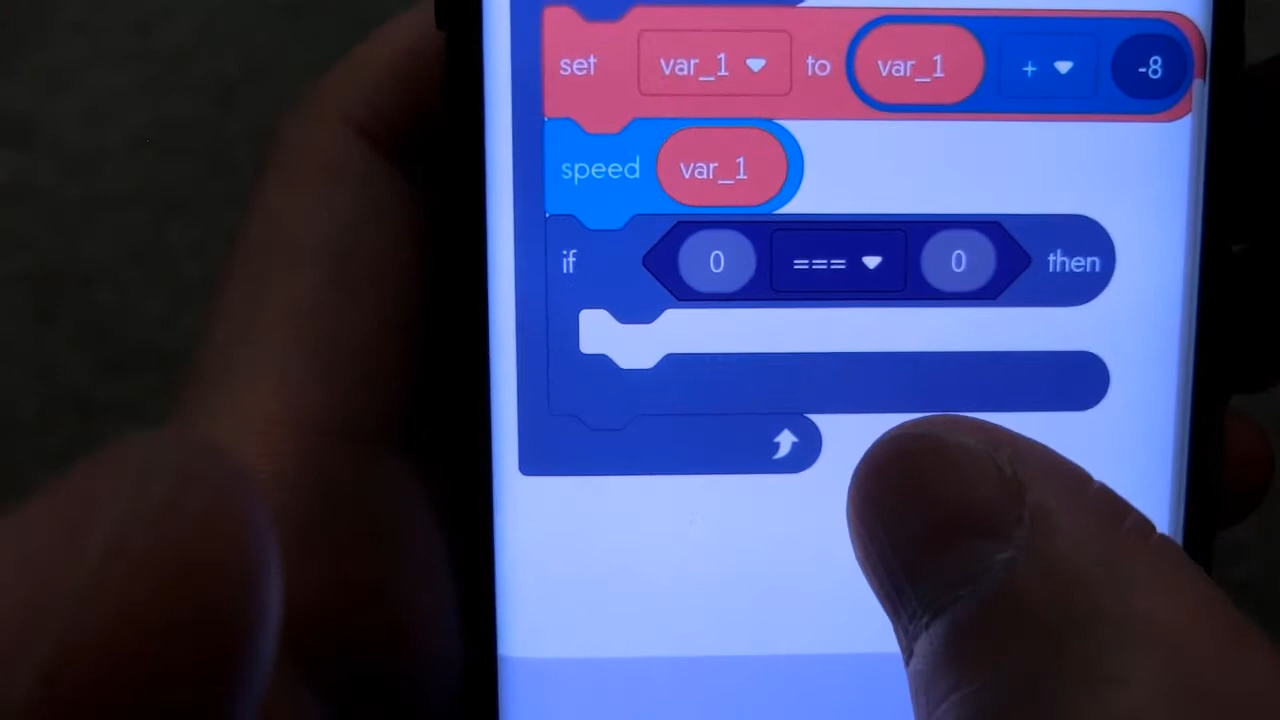 set var_1 to var_1 + -8
speed var_1
if 0 === 0 then